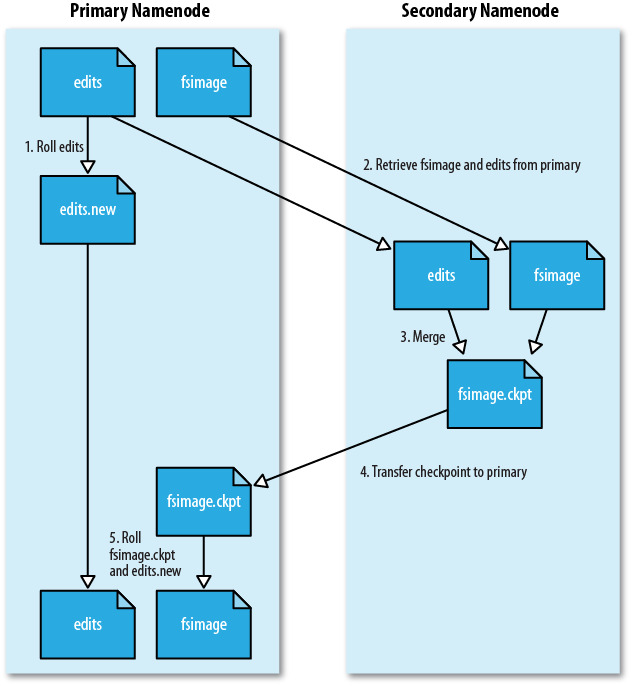 Primary Namenode
Secondary Namenode
edits
fsimage
1. Roll edits
2. Retrieve fsimage and edits from primary
edits.new
edits
fsimage
3. Merge
fsimage.ckpt
4. Transfer checkpoint to primary
fsimage.ckpt
5. Roll
fsimage.ckpt
and edits.new
edits
fsimage